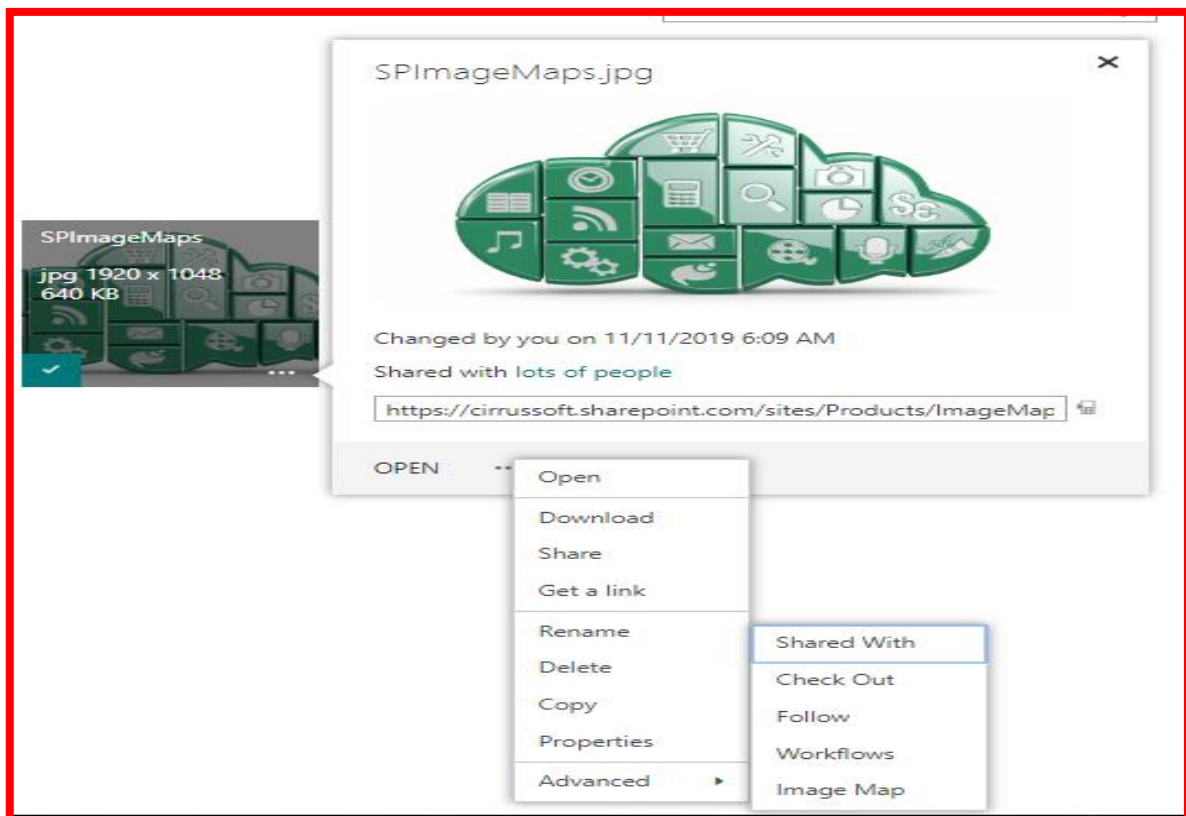 SPImageMaps.jpg
SPImageMaps
jpg 1920 x 1048
640 KB
Changed by you on 11/11/2019 6:09 AM
Shared with lots of people
https://cirrussoft.sharepoint.com/sites/Products/ImageMap
OPEN
Open
Download
Share
Get a link
Rename
Delete
Copy
Properties
Advanced
Shared With
Check Out
Follow
Workflows
Image Map